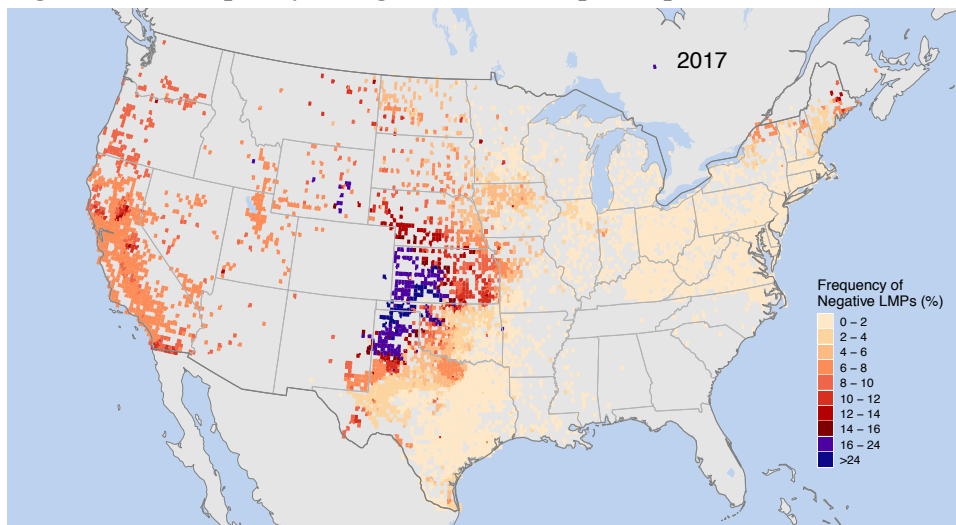 2017
Frequency of
Negative LMPs (%)
0 – 2
2 – 4
4 – 6
6 – 8
8 – 10
10 – 12
12 – 14
14 – 16
16 – 24
>24